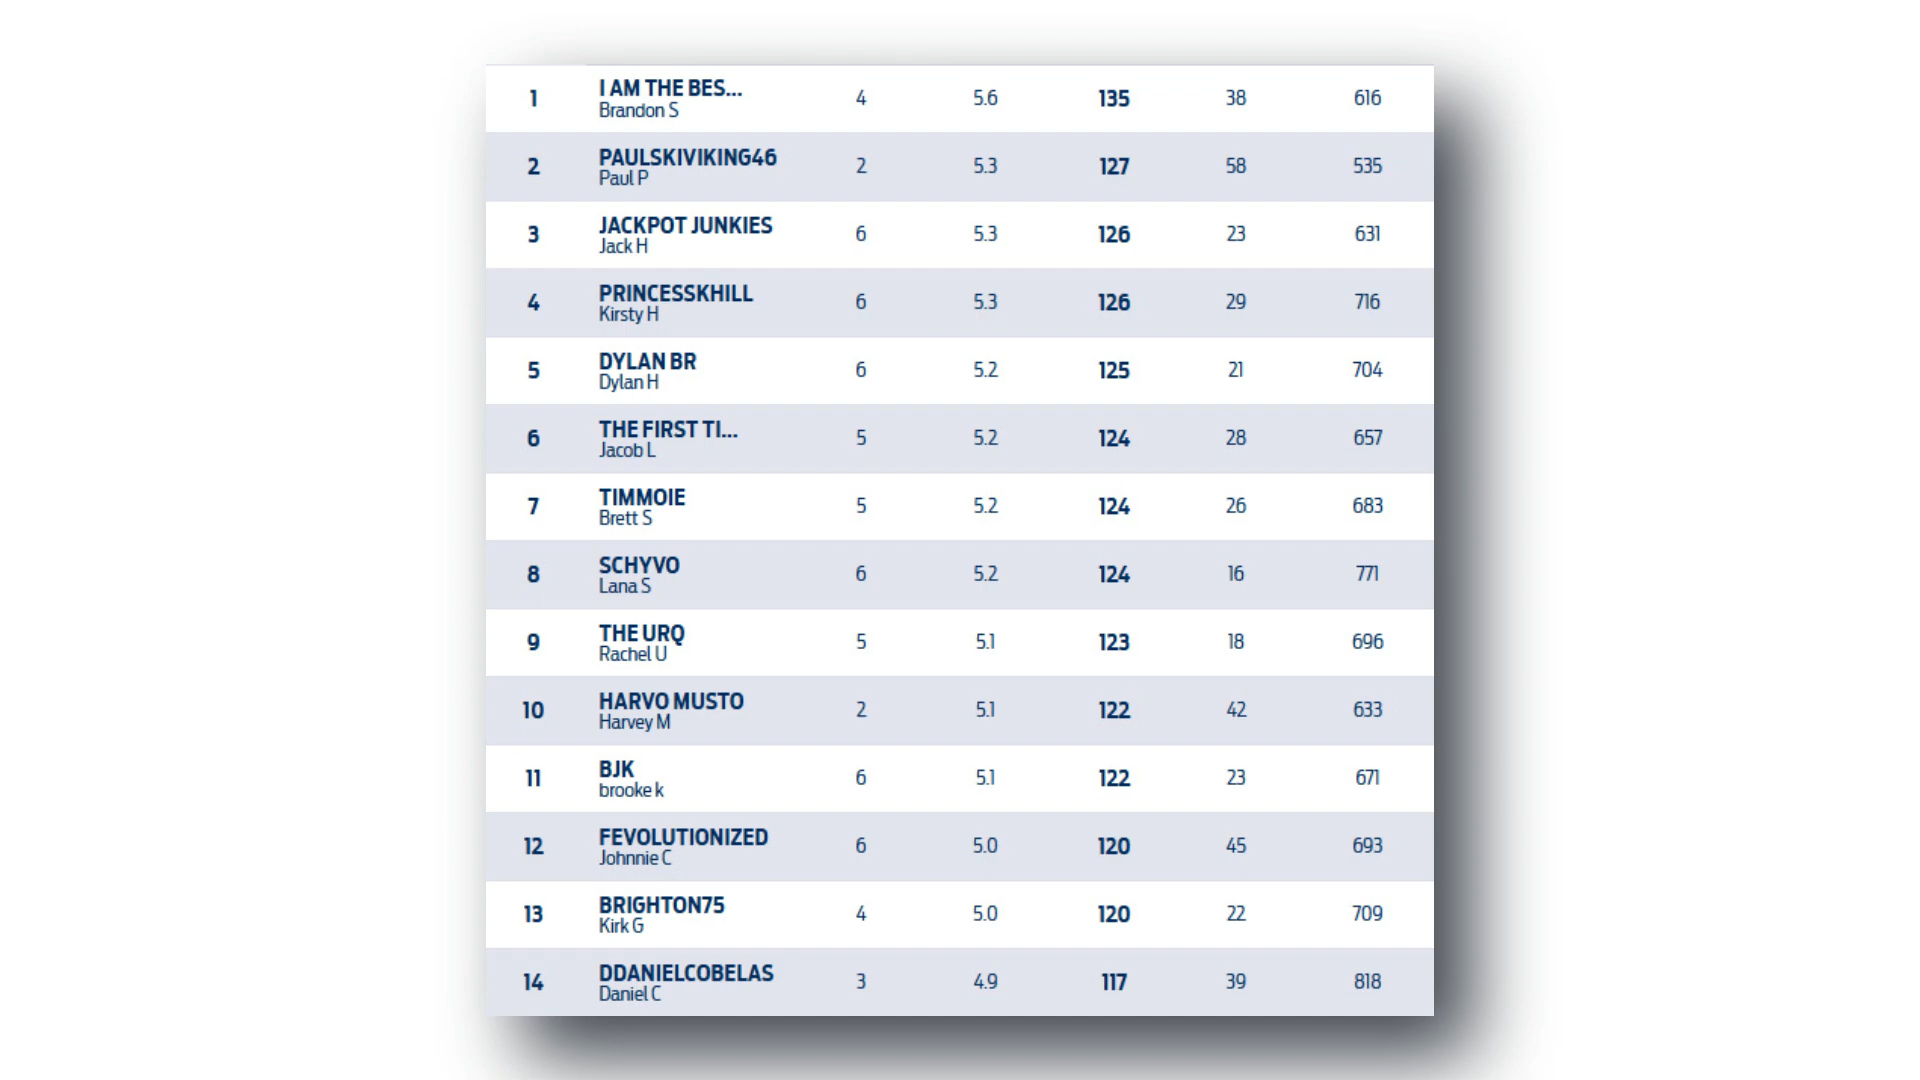 1 I AM THE BES... 4 5.6 135 38 616
Brandon S
2 PAULSKIVIKING46 2 5.3 127 58 535
Paul P
3 JACKPOT JUNKIES 6 5.3 126 23 631
Jack H
4 PRINCESSKHILL 6 5.3 126 29 716
Kirsty H
5 DYLAN BR 6 5.2 125 21 704
Dylan H
6 THE FIRST TI... 5 5.2 124 28 657
Jacob L
7 TIMMOIE 5 5.2 124 26 683
Brett S
8 SCHYVO 6 5.2 124 16 771
Lana S
9 THE URQ 5 5.1 123 18 696
Rachel U
10 HARVO MUSTO 2 5.1 122 42 633
Harvey M
11 BJK 6 5.1 122 23 671
brooke k
12 FEVOLUTIONIZED 6 5.0 120 45 693
Johnnie C
13 BRIGHTON75 4 5.0 120 22 709
Kirk G
14 DDANIELCOBELAS 3 4.9 117 39 818
Daniel C